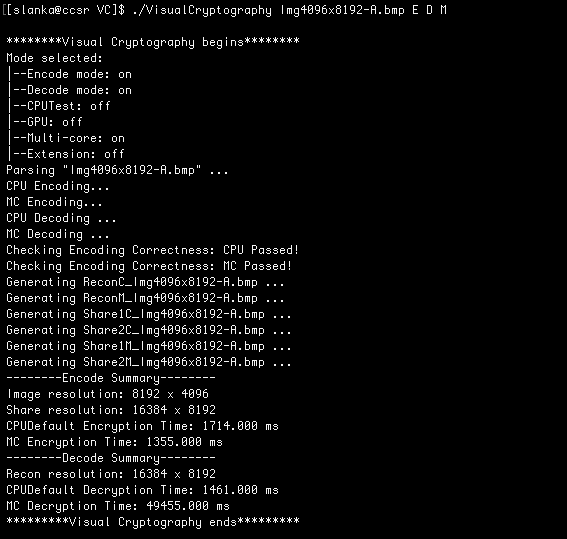 [[slanka@ccsr VC]$ ./VisualCryptography Img4096x8192-A.bmp E D M
********Visual Cryptography begins********
Mode selected:
|--Encode mode: on
|--Decode mode: on
|--CPUTest: off
|--GPU: off
|--Multi-core: on
|--Extension: off
Parsing "Img4096x8192-A.bmp" ...
CPU Encoding...
MC Encoding...
CPU Decoding ...
MC Decoding ...
Checking Encoding Correctness: CPU Passed!
Checking Encoding Correctness: MC Passed!
Generating ReconC_Img4096x8192-A.bmp ...
Generating ReconM_Img4096x8192-A.bmp ...
Generating Share1C_Img4096x8192-A.bmp ...
Generating Share2C_Img4096x8192-A.bmp ...
Generating Share1M_Img4096x8192-A.bmp ...
Generating Share2M_Img4096x8192-A.bmp ...
--------Encode Summary--------
Image resolution: 8192 x 4096
Share resolution: 16384 x 8192
CPUDefault Encryption Time: 1714.000 ms
MC Encryption Time: 1355.000 ms
--------Decode Summary--------
Recon resolution: 16384 x 8192
CPUDefault Decryption Time: 1461.000 ms
MC Decryption Time: 49455.000 ms
*********Visual Cryptography ends*********